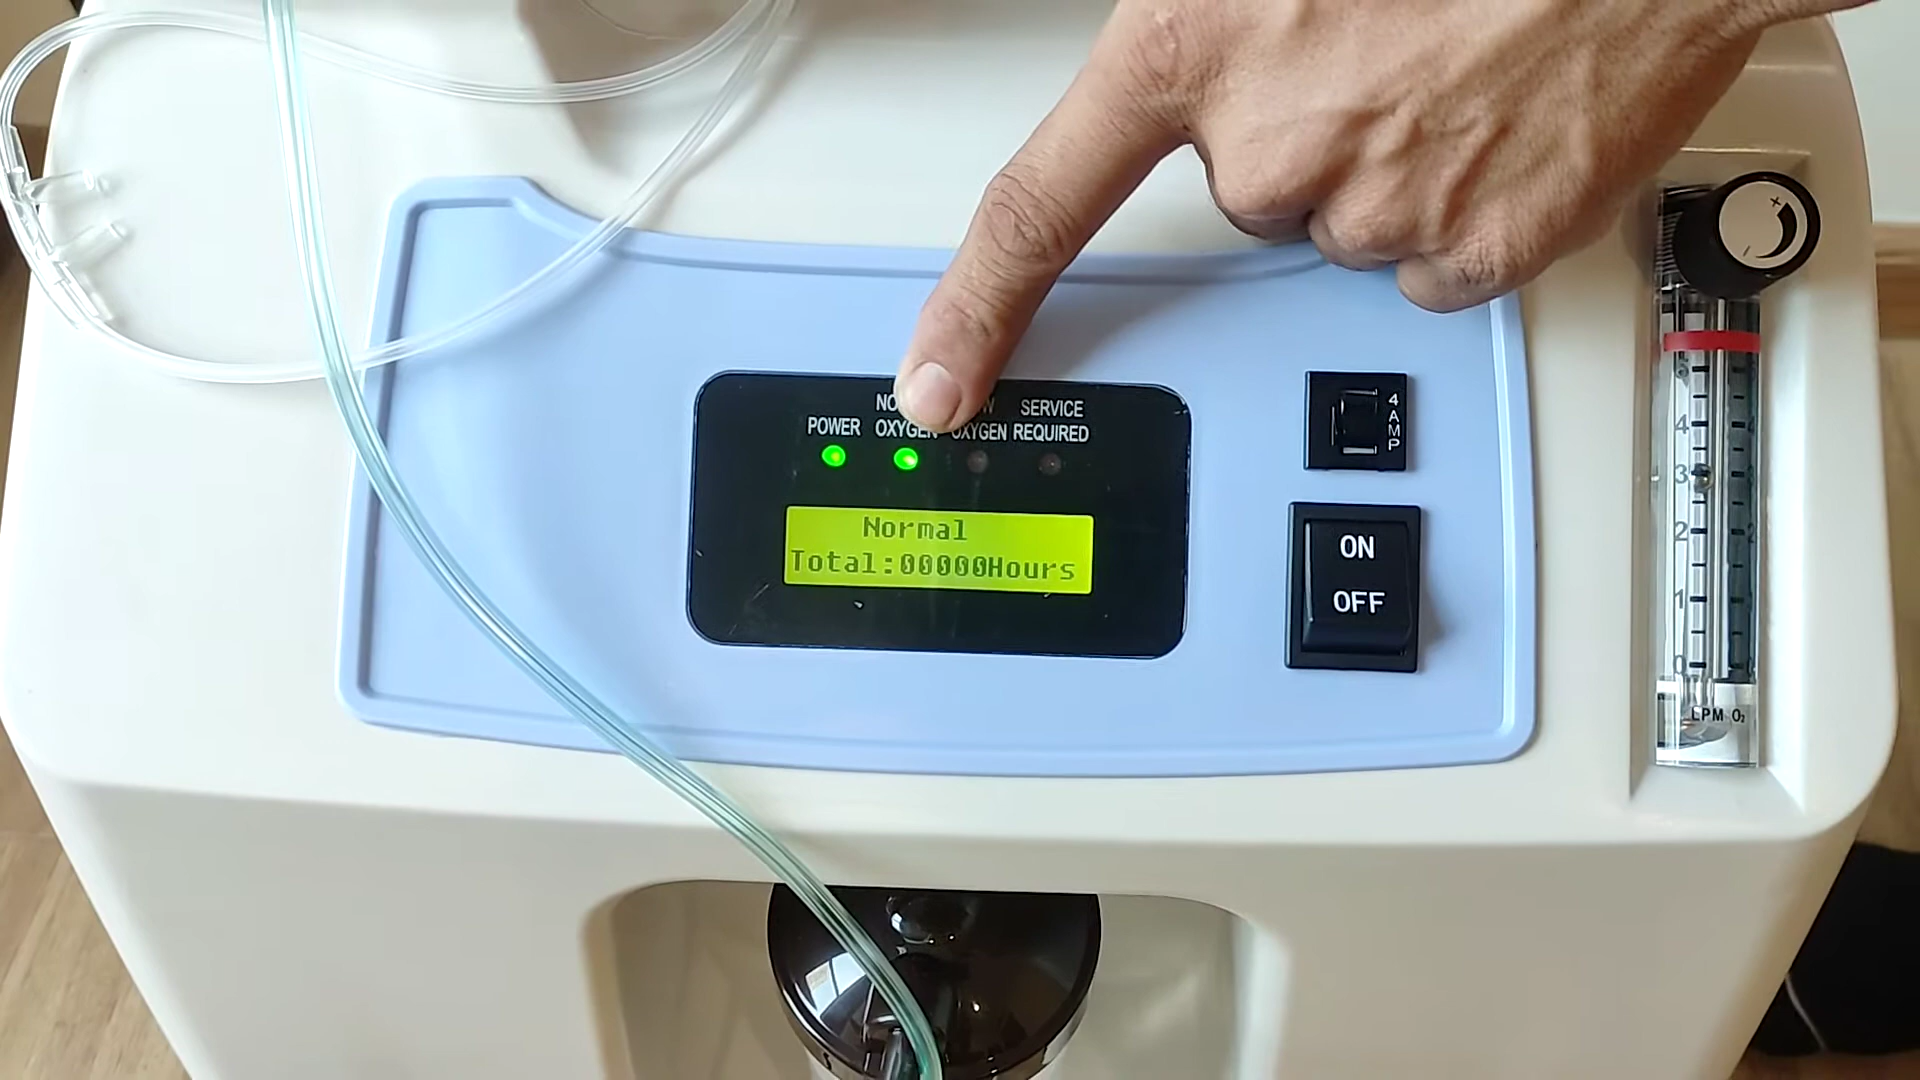 POWER
OXYGEN
OXYGEN
SERVICE
REQUIRED
Normal
Total:00000Hours
4
AMP
ON
OFF
+
-
5
4
3
2
1
0
LPM O₂